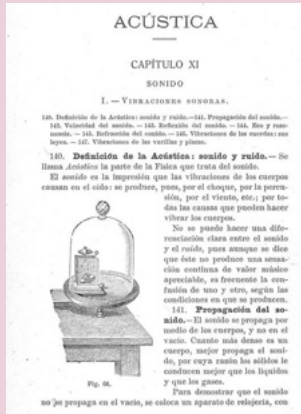 ACÚSTICA
CAPÍTULO XI
SONIDO
I. — VIBRACIONES SONORAS.
140. Definición de la Acústica: sonido y ruido.—141. Propagación del sonido.—
142. Velocidad del sonido. — 143. Reflexión del sonido. — 144. Eco y reso-
nancia. — 145. Refracción del sonido. — 146. Vibraciones de las cuerdas: sus
leyes. — 147. Vibraciones de las varillas y placas.
140. Definición de la Acústica: sonido y ruido. — Se
llama Acústica la parte de la Física que trata del sonido.
El sonido es la impresión que las vibraciones de los cuerpos
causan en el oído: se produce, pues, por el choque, por la percu-
sión, por el viento, etc.; por to-
das las causas que pueden hacer
vibrar los cuerpos.
No se puede hacer una dife-
renciación clara entre el sonido
y el ruido, pues aunque se dice
que éste no produce una sensa-
ción continua de valor músico
apreciable, es frecuente la con-
fusión de uno y otro, según las
condiciones en que se producen.
141. Propagación del so-
nido.—El sonido se propaga por
medio de los cuerpos, y no en el
vacío. Cuanto más denso es un
cuerpo, mejor propaga el soni-
do, por cuya razón los sólidos le
conducen mejor que los líquidos
y que los gases.
Fig. 66.
Para demostrar que el sonido
no se propaga en el vacío, se coloca un aparato de relojería, con